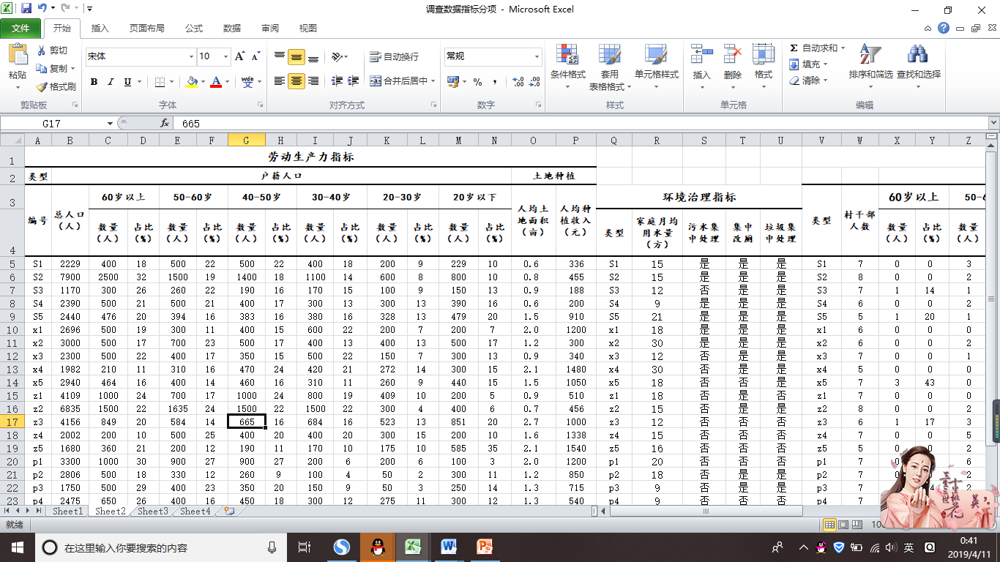 调查数据指标分项 - Microsoft Excel
文件 开始 插入 页面布局 公式 数据 审阅 视图
粘贴 剪切 复制 格式刷 剪贴板
宋体 10 B I U 字体
自动换行 合并后居中 对齐方式
常规 数字
条件格式 套用表格格式 单元格样式 样式
插入 删除 格式 单元格
Σ 自动求和 填充 清除 排序和筛选 查找和选择 编辑
G17 fx 665
A B C D E F G H I J K L M N O P Q R S T U V W X Y Z
1 劳动生产力指标
2 类型 户籍人口 土地种植
3 编号 总人口（人） 60岁以上 50-60岁 40-50岁 30-40岁 20-30岁 20岁以下 人均土地面积（亩） 人均种植收入（元） 环境治理指标 类型 村干部人数 60岁以上
4 数量（人） 占比（%） 数量（人） 占比（%） 数量（人） 占比（%） 数量（人） 占比（%） 数量（人） 占比（%） 数量（人） 占比（%） 类型 家庭月均用水量（方） 污水集中处理 集中改厕 垃圾集中处理 数量（人） 占比（%） 数量（人）
5 S1 2229 400 18 500 22 500 22 400 18 200 9 229 10 0.6 336 S1 15 是 是 是 S1 7 0 0 3
6 S2 7900 2500 32 1500 19 1400 18 1100 14 600 8 800 10 0.8 455 S2 15 是 是 是 S2 8 0 0 2
7 S3 1170 300 26 260 22 190 16 170 15 100 9 150 13 0.9 188 S3 12 否 是 是 S3 7 1 14 1
8 S4 2390 500 21 500 21 400 17 300 13 300 13 390 16 0.6 200 S4 9 是 是 是 S4 6 0 0 2
9 S5 2440 476 20 394 16 383 16 380 16 328 13 479 20 1.5 910 S5 21 是 是 是 S5 5 1 20 1
10 x1 2696 500 19 300 11 400 15 600 22 200 7 200 7 2.0 1200 x1 18 是 是 是 x1 6 0 0 0
11 x2 3000 500 17 700 23 500 17 400 13 400 13 500 17 1.2 300 x2 30 是 是 是 x2 6 0 0 2
12 x3 2300 500 22 400 17 350 15 500 22 150 7 300 13 0.9 340 x3 12 否 是 是 x3 7 0 0 1
13 x4 1982 210 11 310 16 470 24 420 21 272 14 300 15 2.1 1480 x4 30 否 是 是 x4 5 0 0 0
14 x5 2940 464 16 400 14 460 16 310 11 260 9 440 15 1.5 1050 x5 18 否 否 是 x5 7 3 43 0
15 z1 4109 1000 24 700 17 1000 24 800 19 409 10 200 5 0.9 510 z1 18 否 是 否 z1 7 0 0 0
16 z2 6835 1500 22 1635 24 1500 22 1500 22 300 4 400 6 0.7 456 z2 15 否 是 是 z2 8 0 0 2
17 z3 4156 849 20 584 14 665 16 684 16 523 13 851 20 2.7 1000 z3 12 否 否 否 z3 6 1 17 3
18 z4 2002 200 10 500 25 400 20 400 20 300 15 200 10 1.6 1338 z4 15 否 否 否 z4 7 0 0 5
19 z5 1680 360 21 200 12 190 11 170 10 175 10 585 35 2.1 1540 z5 16 否 否 否 z5 5 0 0 2
20 p1 3300 1000 30 900 27 900 27 200 6 200 6 100 3 2.0 1200 p1 20 否 否 否 p1 7 0 6
21 p2 2806 500 18 330 12 260 9 100 4 50 2 300 11 1.2 850 p2 18 否 是 是 p2 7 0 2
22 p3 1750 500 29 400 23 350 20 150 9 50 3 250 14 1.3 715 p3 9 否 是 是 p3 7 2
23 p4 2475 650 26 400 16 450 18 300 12 275 11 300 12 1.3 540 p4 9 否 否 否 p4 7
Sheet1 Sheet2 Sheet3 Sheet4
就绪
在这里输入你要搜索的内容
英
0:41
2019/4/11